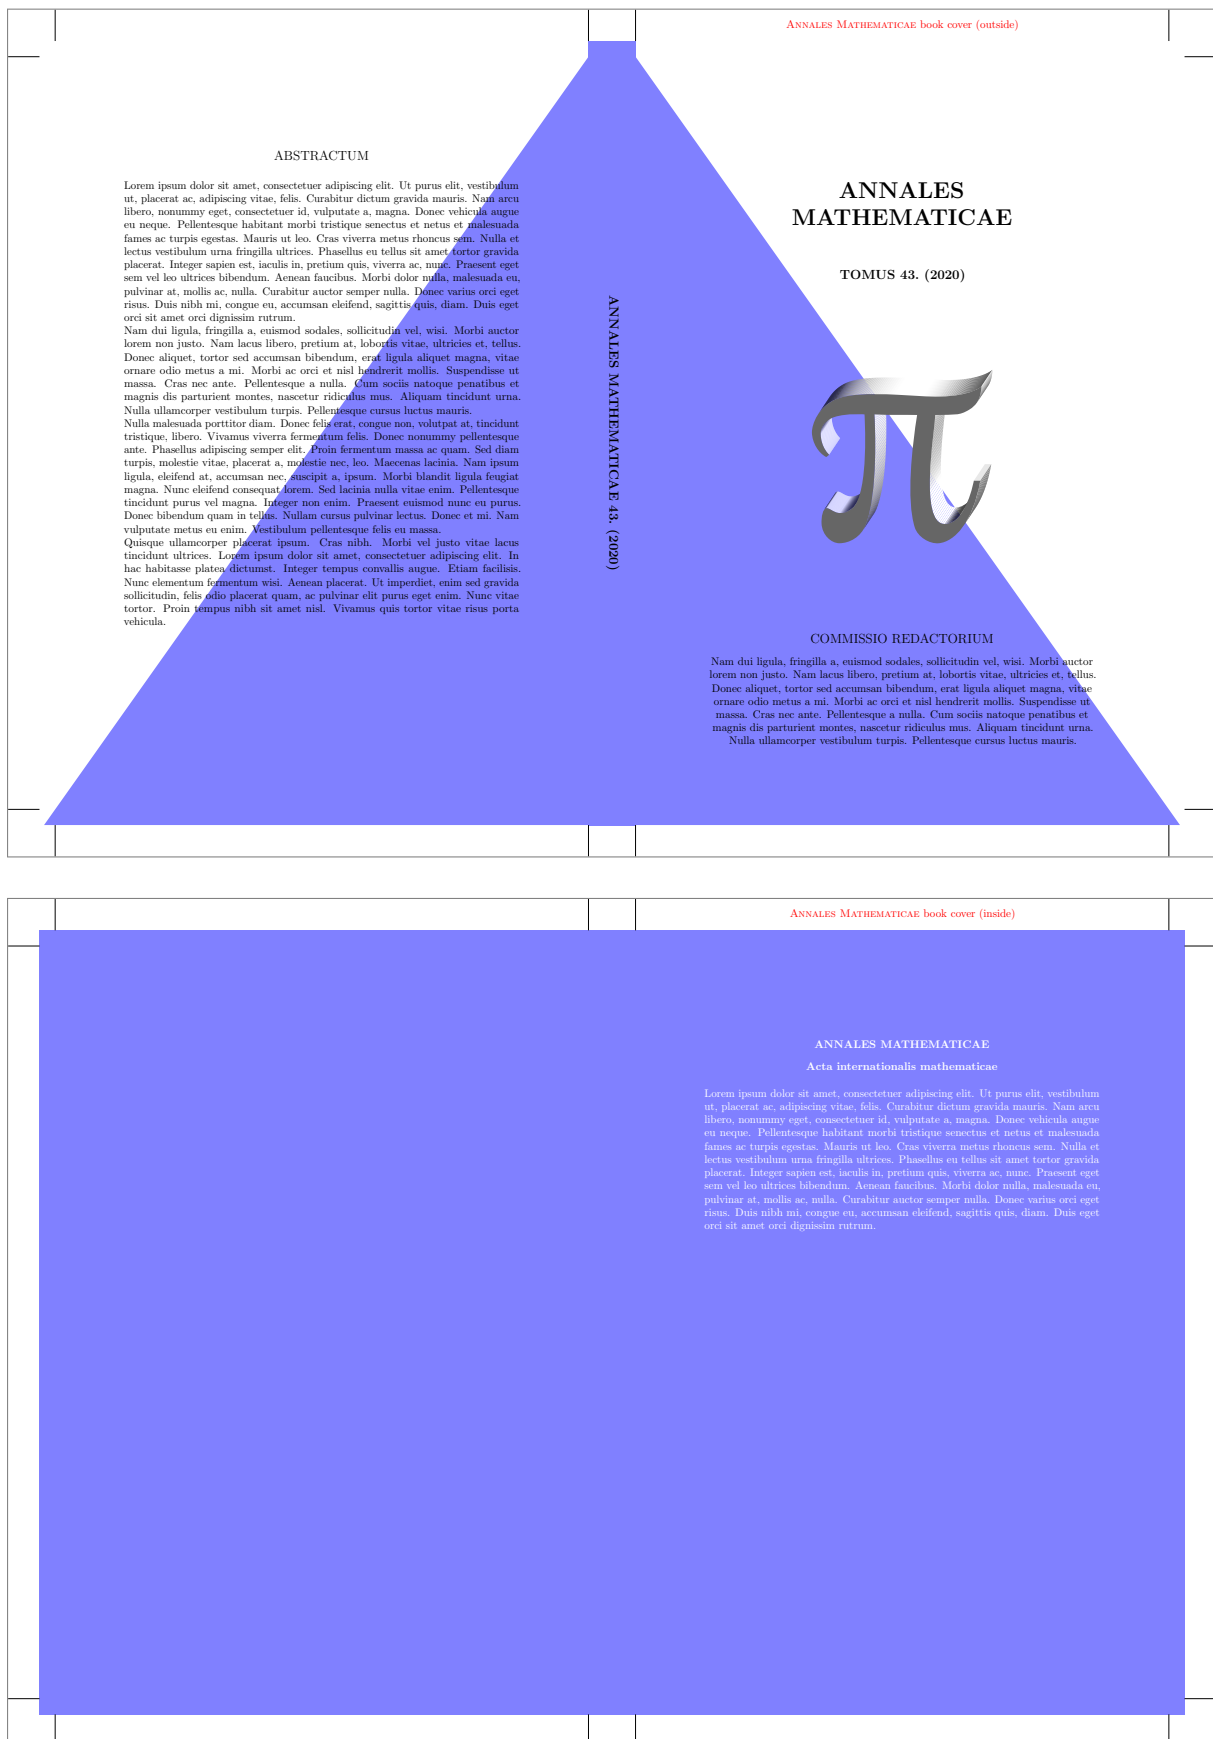 ANNALES MATHEMATICAE book cover (outside)
ABSTRACTUM
Lorem ipsum dolor sit amet, consectetuer adipiscing elit. Ut purus elit, vestibulum
ut, placerat ac, adipiscing vitae, felis. Curabitur dictum gravida mauris. Nam arcu
libero, nonummy eget, consectetuer id, vulputate a, magna. Donec vehicula augue
eu neque. Pellentesque habitant morbi tristique senectus et netus et malesuada
fames ac turpis egestas. Mauris ut leo. Cras viverra metus rhoncus sem. Nulla et
lectus vestibulum urna fringilla ultrices. Phasellus eu tellus sit amet tortor gravida
placerat. Integer sapien est, iaculis in, pretium quis, viverra ac, nunc. Praesent eget
sem vel leo ultrices bibendum. Aenean faucibus. Morbi dolor nulla, malesuada eu,
pulvinar at, mollis ac, nulla. Curabitur auctor semper nulla. Donec varius orci eget
risus. Duis nibh mi, congue eu, accumsan eleifend, sagittis quis, diam. Duis eget
orci sit amet orci dignissim rutrum.
Nam dui ligula, fringilla a, euismod sodales, sollicitudin vel, wisi. Morbi auctor
lorem non justo. Nam lacus libero, pretium at, lobortis vitae, ultricies et, tellus.
Donec aliquet, tortor sed accumsan bibendum, erat ligula aliquet magna, vitae
ornare odio metus a mi. Morbi ac orci et nisl hendrerit mollis. Suspendisse ut
massa. Cras nec ante. Pellentesque a nulla. Cum sociis natoque penatibus et
magnis dis parturient montes, nascetur ridiculus mus. Aliquam tincidunt urna.
Nulla ullamcorper vestibulum turpis. Pellentesque cursus luctus mauris.
Nulla malesuada porttitor diam. Donec felis erat, congue non, volutpat at, tincidunt
tristique, libero. Vivamus viverra fermentum felis. Donec nonummy pellentesque
ante. Phasellus adipiscing semper elit. Proin fermentum massa ac quam. Sed diam
turpis, molestie vitae, placerat a, molestie nec, leo. Maecenas lacinia. Nam ipsum
ligula, eleifend at, accumsan nec, suscipit a, ipsum. Morbi blandit ligula feugiat
magna. Nunc eleifend consequat lorem. Sed lacinia nulla vitae enim. Pellentesque
tincidunt purus vel magna. Integer non enim. Praesent euismod nunc eu purus.
Donec bibendum quam in tellus. Nullam cursus pulvinar lectus. Donec et mi. Nam
vulputate metus eu enim. Vestibulum pellentesque felis eu massa.
Quisque ullamcorper placerat ipsum. Cras nibh. Morbi vel justo vitae lacus
tincidunt ultrices. Lorem ipsum dolor sit amet, consectetuer adipiscing elit. In
hac habitasse platea dictumst. Integer tempus convallis augue. Etiam facilisis.
Nunc elementum fermentum wisi. Aenean placerat. Ut imperdiet, enim sed gravida
sollicitudin, felis odio placerat quam, ac pulvinar elit purus eget enim. Nunc vitae
tortor. Proin tempus nibh sit amet nisl. Vivamus quis tortor vitae risus porta
vehicula.
ANNALES MATHEMATICAE 43. (2020)
ANNALES
MATHEMATICAE
TOMUS 43. (2020)
π
COMMISSIO REDACTORIUM
Nam dui ligula, fringilla a, euismod sodales, sollicitudin vel, wisi. Morbi auctor
lorem non justo. Nam lacus libero, pretium at, lobortis vitae, ultricies et, tellus.
Donec aliquet, tortor sed accumsan bibendum, erat ligula aliquet magna, vitae
ornare odio metus a mi. Morbi ac orci et nisl hendrerit mollis. Suspendisse ut
massa. Cras nec ante. Pellentesque a nulla. Cum sociis natoque penatibus et
magnis dis parturient montes, nascetur ridiculus mus. Aliquam tincidunt urna.
Nulla ullamcorper vestibulum turpis. Pellentesque cursus luctus mauris.
ANNALES MATHEMATICAE book cover (inside)
ANNALES MATHEMATICAE
Acta internationalis mathematicae
Lorem ipsum dolor sit amet, consectetuer adipiscing elit. Ut purus elit, vestibulum
ut, placerat ac, adipiscing vitae, felis. Curabitur dictum gravida mauris. Nam arcu
libero, nonummy eget, consectetuer id, vulputate a, magna. Donec vehicula augue
eu neque. Pellentesque habitant morbi tristique senectus et netus et malesuada
fames ac turpis egestas. Mauris ut leo. Cras viverra metus rhoncus sem. Nulla et
lectus vestibulum urna fringilla ultrices. Phasellus eu tellus sit amet tortor gravida
placerat. Integer sapien est, iaculis in, pretium quis, viverra ac, nunc. Praesent eget
sem vel leo ultrices bibendum. Aenean faucibus. Morbi dolor nulla, malesuada eu,
pulvinar at, mollis ac, nulla. Curabitur auctor semper nulla. Donec varius orci eget
risus. Duis nibh mi, congue eu, accumsan eleifend, sagittis quis, diam. Duis eget
orci sit amet orci dignissim rutrum.